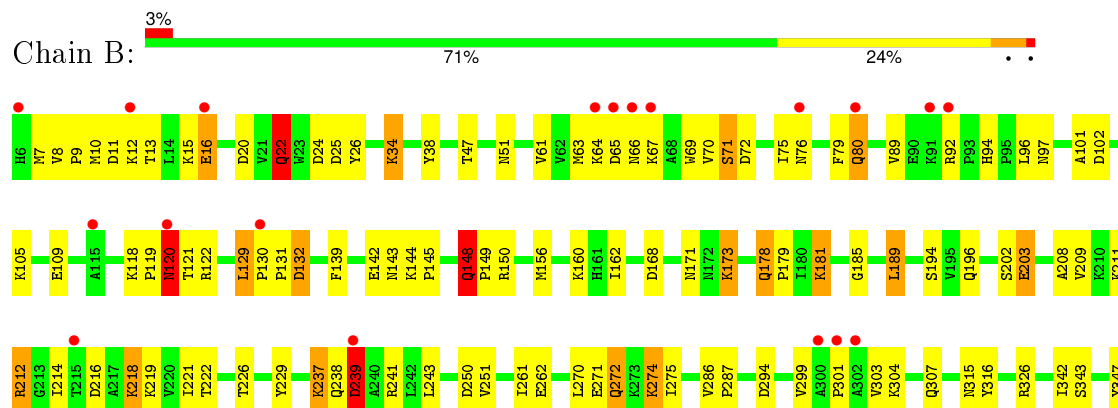 3%
Chain B:
71% 24% • •
H6 M7 V8 P9 M10 D11 K12 T13 L14 K15 E16 D20 V21 Q22 W23 D24 D25 Y26 K34 Y38 T47 N51 V61 V62 M63 K64 D65 N66 K67 A68 W69 V70 S71 D72 I75 N76 F79 Q80 V89 E90 K91 R92 P93 H94 P95 L96 N97 A101 D102
K105 E109 A115 K118 P119 N120 T121 R122 L129 P130 P131 D132 F139 E142 N143 K144 P145 Q148 P149 R150 M156 K160 H161 I162 D168 N171 N172 K173 Q178 P179 I180 K181 G185 L189 S194 V195 Q196 S202 E203 A208 V209 K210 K211
R212 G213 I214 T215 D216 A217 K218 K219 V220 I221 T222 T226 Y229 K237 Q238 D239 A240 R241 L242 L243 D250 V251 I261 E262 L270 E271 Q272 K273 K274 I275 V286 P287 D294 V299 A300 P301 A302 V303 K304 Q307 N315 Y316 R326 I342 S343